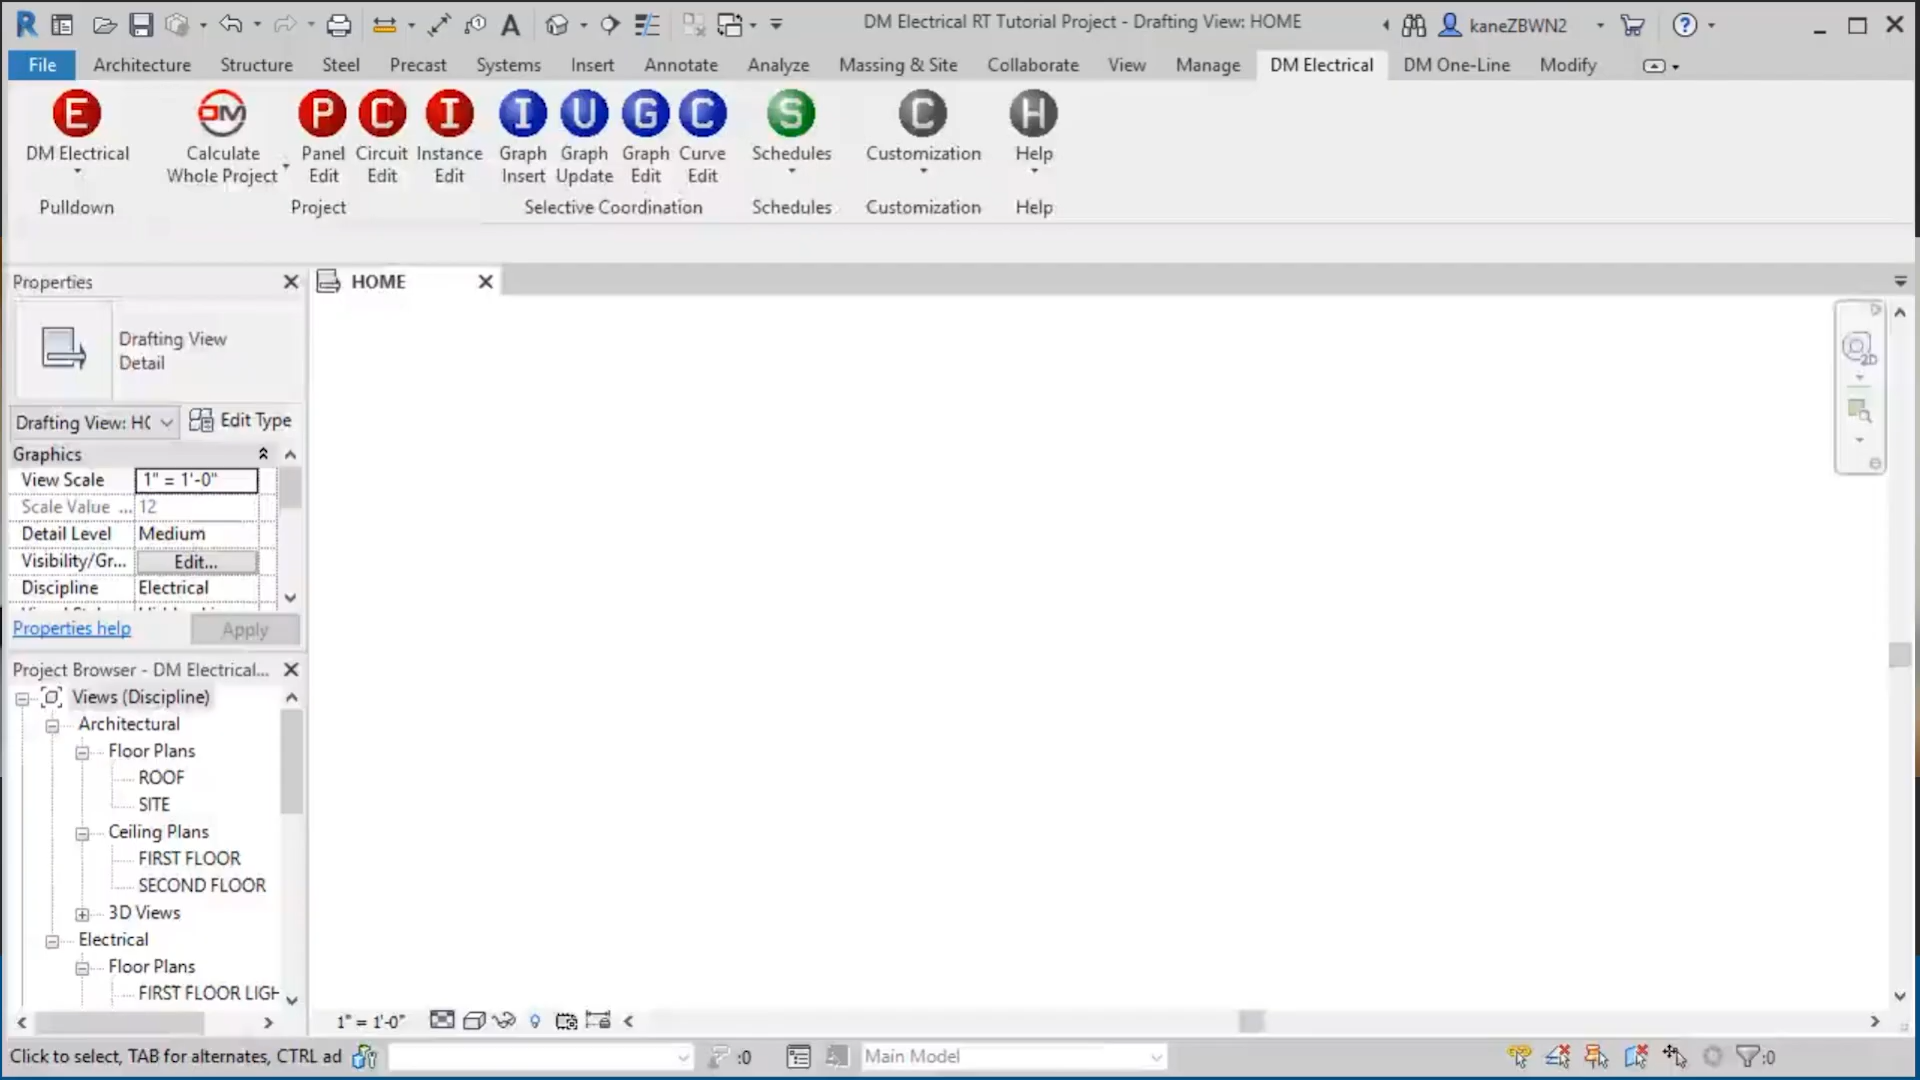 DM Electrical RT Tutorial Project - Drafting View: HOME
kaneZBWN2
File Architecture Structure Steel Precast Systems Insert Annotate Analyze Massing & Site Collaborate View Manage DM Electrical DM One-Line Modify
E DM P C I I U G C S C H
DM Electrical Calculate Panel Circuit Instance Graph Graph Graph Curve Schedules Customization Help
Whole Project Edit Edit Edit Insert Update Edit Edit
Pulldown Project Selective Coordination Schedules Customization Help
Properties
HOME
Drafting View
Detail
Drafting View: HO Edit Type
Graphics
View Scale 1" = 1'-0"
Scale Value ... 12
Detail Level Medium
Visibility/Gr... Edit...
Discipline Electrical
Properties help Apply
Project Browser - DM Electrical...
Views (Discipline)
Architectural
Floor Plans
ROOF
SITE
Ceiling Plans
FIRST FLOOR
SECOND FLOOR
3D Views
Electrical
Floor Plans
FIRST FLOOR LIGH
1" = 1'-0"
Click to select, TAB for alternates, CTRL ad :0 Main Model :0